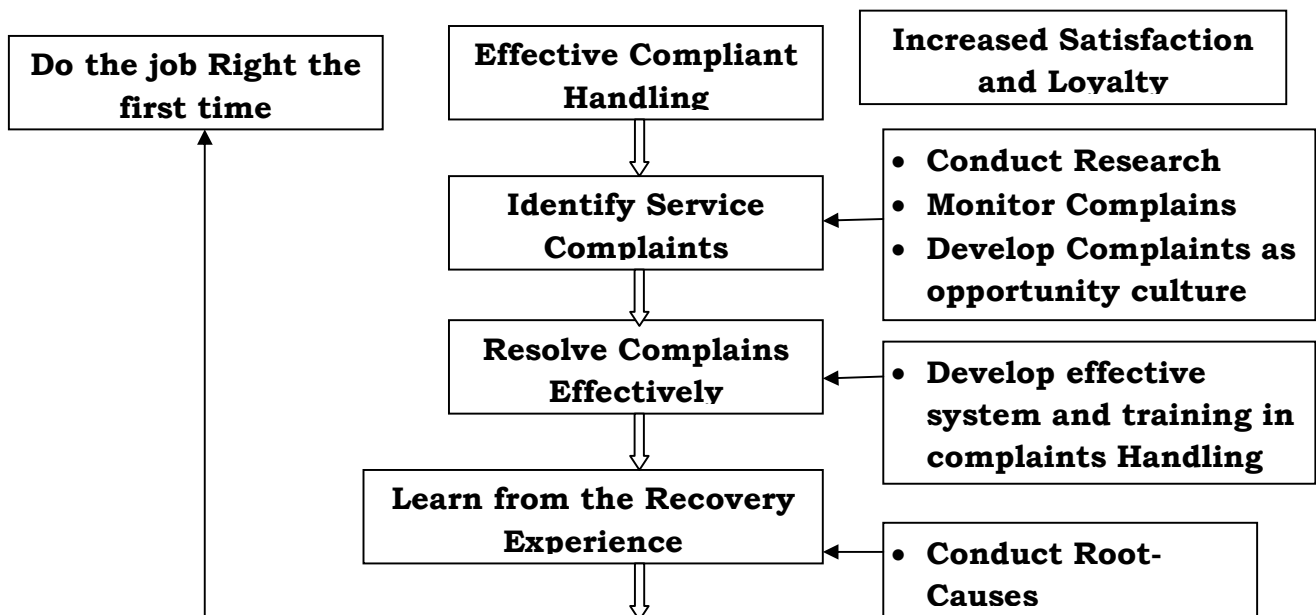 Do the job Right the
first time
Effective Compliant
Handling
Increased Satisfaction
and Loyalty
Identify Service
Complaints
• Conduct Research
• Monitor Complains
• Develop Complaints as
opportunity culture
Resolve Complains
Effectively
• Develop effective
system and training in
complaints Handling
Learn from the Recovery
Experience
• Conduct Root-
Causes